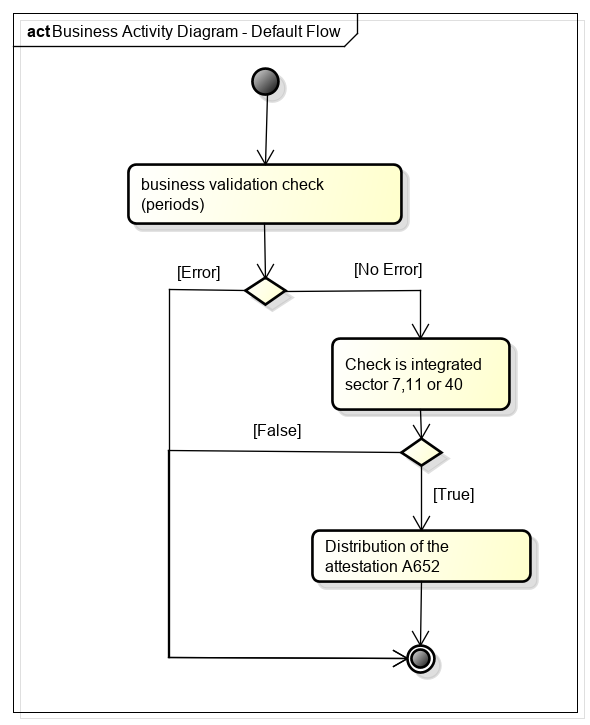 act Business Activity Diagram - Default Flow
business validation check
(periods)
[Error]
[No Error]
Check is integrated
sector 7,11 or 40
[False]
[True]
Distribution of the
attestation A652